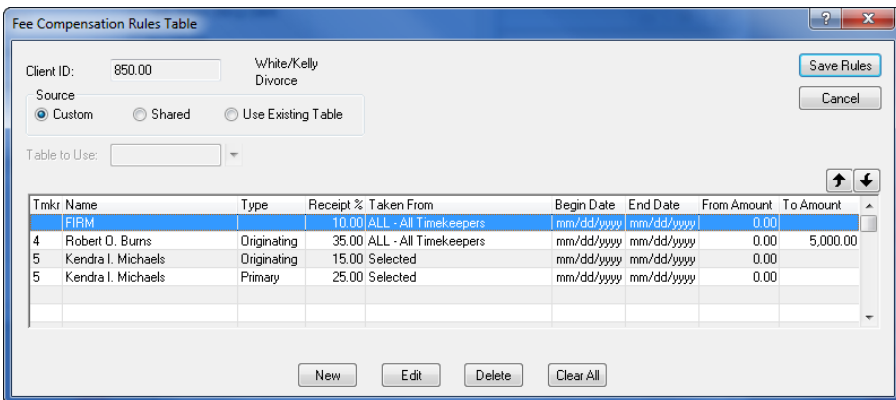 Fee Compensation Rules Table
Client ID: 850.00 White/Kelly
Divorce
Save Rules
Cancel
Source
Custom Shared Use Existing Table
Table to Use:
Tmkr Name Type Receipt % Taken From Begin Date End Date From Amount To Amount
FIRM 10.00 ALL - All Timekeepers mm/dd/yyyy mm/dd/yyyy 0.00
4 Robert O. Burns Originating 35.00 ALL - All Timekeepers mm/dd/yyyy mm/dd/yyyy 0.00 5,000.00
5 Kendra I. Michaels Originating 15.00 Selected mm/dd/yyyy mm/dd/yyyy 0.00
5 Kendra I. Michaels Primary 25.00 Selected mm/dd/yyyy mm/dd/yyyy 0.00
New Edit Delete Clear All